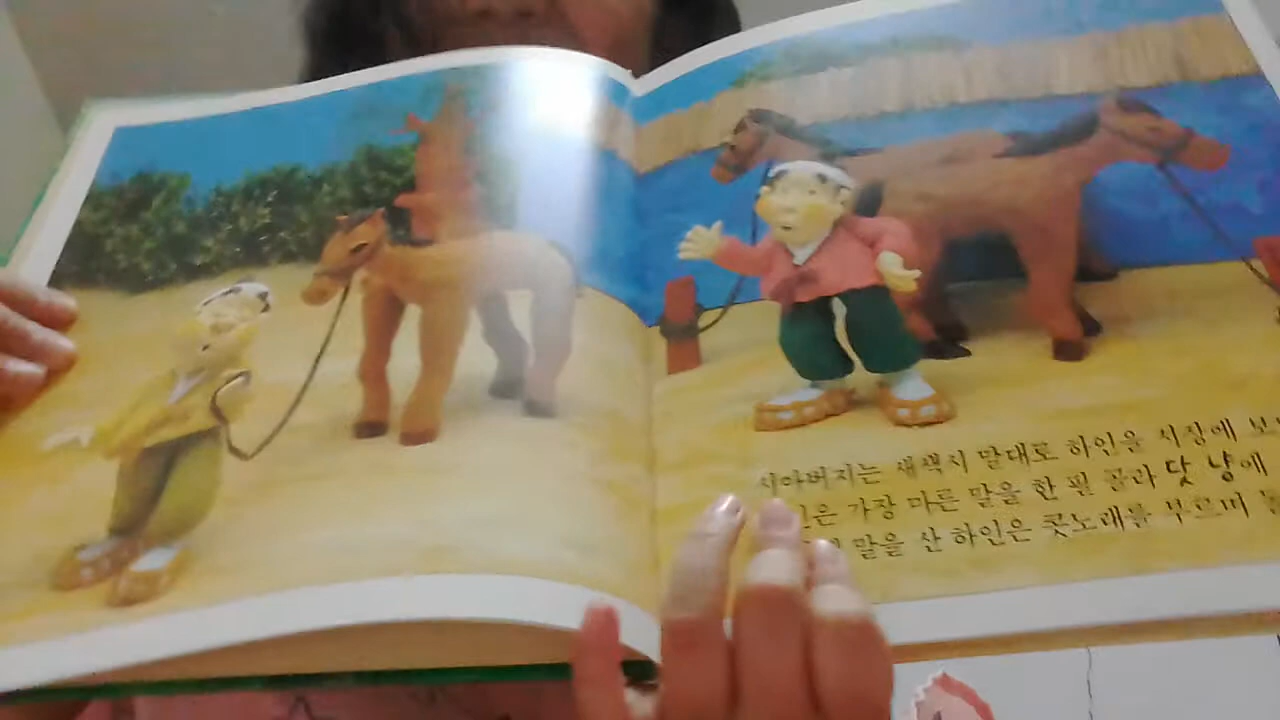 시아버지는 새색시 말대로 하인을 시장에 보
가장 마른 말을 한 필 골라 닷 냥에
말을 산 하인은 콧노래를 부르며